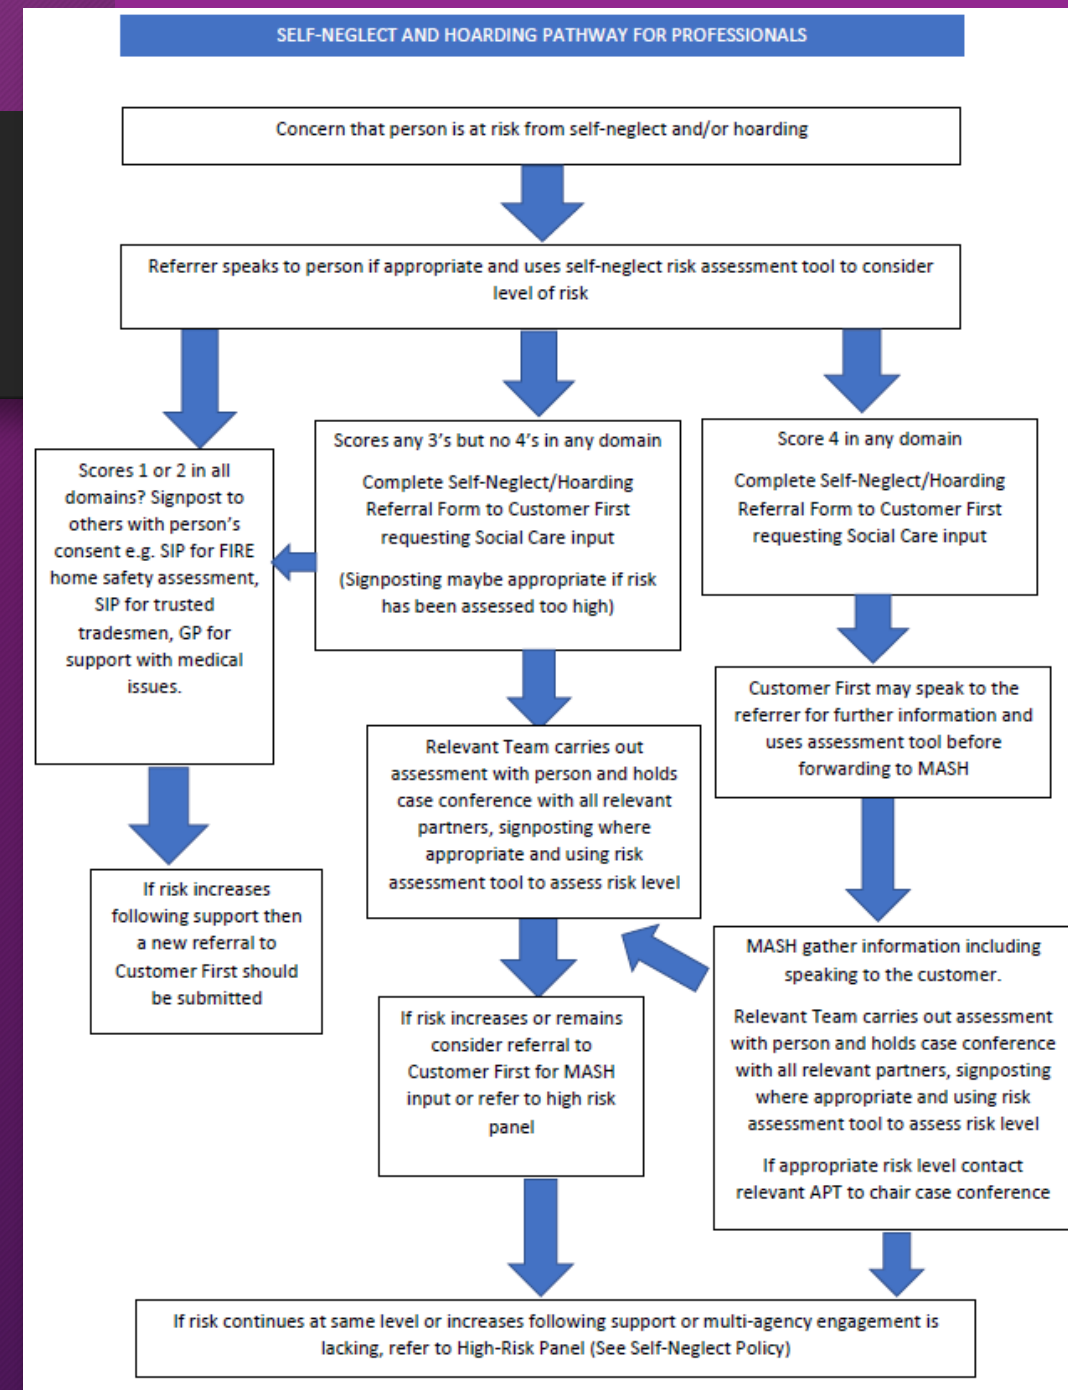 SELF-NEGLECT AND HOARDING PATHWAY FOR PROFESSIONALS
Concern that person is at risk from self-neglect and/or hoarding
Referrer speaks to person if appropriate and uses self-neglect risk assessment tool to consider
level of risk
Scores 1 or 2 in all
domains? Signpost to
others with person's
consent e.g. SIP for FIRE
home safety assessment,
SIP for trusted
tradesmen, GP for
support with medical
issues.
If risk increases
following support then
a new referral to
Customer First should
be submitted
Scores any 3's but no 4's in any domain
Complete Self-Neglect/Hoarding
Referral Form to Customer First
requesting Social Care input
(Signposting maybe appropriate if risk
has been assessed too high)
Relevant Team carries out
assessment with person and holds
case conference with all relevant
partners, signposting where
appropriate and using risk
assessment tool to assess risk level
If risk increases or remains
consider referral to
Customer First for MASH
input or refer to high risk
panel
Score 4 in any domain
Complete Self-Neglect/Hoarding
Referral Form to Customer First
requesting Social Care input
Customer First may speak to the
referrer for further information and
uses assessment tool before
forwarding to MASH
MASH gather information including
speaking to the customer.
Relevant Team carries out assessment
with person and holds case conference
with all relevant partners, signposting
where appropriate and using risk
assessment tool to assess risk level
If appropriate risk level contact
relevant APT to chair case conference
If risk continues at same level or increases following support or multi-agency engagement is
lacking, refer to High-Risk Panel (See Self-Neglect Policy)